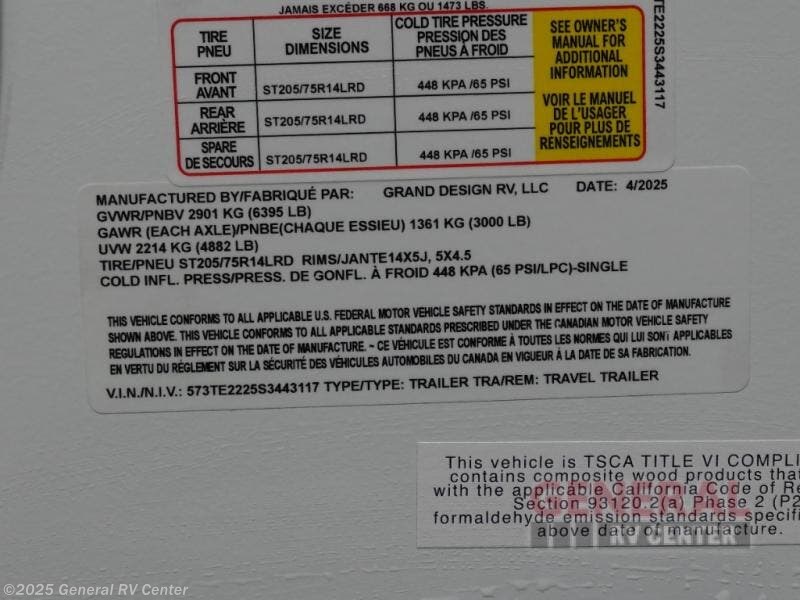 JAMAIS EXCÉDER 668 KG OU 1473 LBS.
TIRE
PNEU
SIZE
DIMENSIONS
COLD TIRE PRESSURE
PRESSION DES
PNEUS À FROID
SEE OWNER'S
MANUAL FOR
ADDITIONAL
INFORMATION
VOIR LE MANUEL
DE L'USAGER
POUR PLUS DE
RENSEIGNEMENTS
FRONT
AVANT
ST205/75R14LRD
448 KPA /65 PSI
REAR
ARRIÈRE
ST205/75R14LRD
448 KPA /65 PSI
SPARE
DE SECOURS
ST205/75R14LRD
448 KPA /65 PSI
TE2225S3443117
MANUFACTURED BY/FABRIQUÉ PAR: GRAND DESIGN RV, LLC DATE: 4/2025
GVWR/PNBV 2901 KG (6395 LB)
GAWR (EACH AXLE)/PNBE(CHAQUE ESSIEU) 1361 KG (3000 LB)
UVW 2214 KG (4882 LB)
TIRE/PNEU ST205/75R14LRD RIMS/JANTE14X5J, 5X4.5
COLD INFL. PRESS/PRESS. DE GONFL. À FROID 448 KPA (65 PSI/LPC)-SINGLE
THIS VEHICLE CONFORMS TO ALL APPLICABLE U.S. FEDERAL MOTOR VEHICLE SAFETY STANDARDS IN EFFECT ON THE DATE OF MANUFACTURE
SHOWN ABOVE. THIS VEHICLE CONFORMS TO ALL APPLICABLE STANDARDS PRESCRIBED UNDER THE CANADIAN MOTOR VEHICLE SAFETY
REGULATIONS IN EFFECT ON THE DATE OF MANUFACTURE. ~ CE VÉHICULE EST CONFORME À TOUTES LES NORMES QUI LUI SONT APPLICABLES
EN VERTU DU RÉGLEMENT SUR LA SÉCURITÉ DES VÉHICULES AUTOMOBILES DU CANADA EN VIGUEUR À LA DATE DE SA FABRICATION.
V.I.N./N.I.V.: 573TE2225S3443117 TYPE/TYPE: TRAILER TRA/REM: TRAVEL TRAILER
This vehicle is TSCA TITLE VI COMPLI
contains composite wood products that
with the applicable California Code of Re
Section 93120.2(a) Phase 2 (P2
formaldehyde emission standards specifi
above date of manufacture.
GENERAL
RV CENTER
©2025 General RV Center